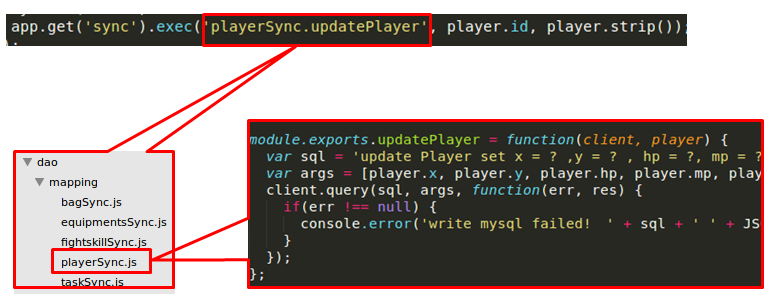 app.get('sync').exec('playerSync.updatePlayer', player.id, player.strip());
dao
mapping
bagSync.js
equipmentsSync.js
fightskillSync.js
playerSync.js
taskSync.js
module.exports.updatePlayer = function(client, player) {
var sql = 'update Player set x = ? ,y = ? , hp = ?, mp = ?
var args = [player.x, player.y, player.hp, player.mp, play
client.query(sql, args, function(err, res) {
if(err !== null) {
console.error('write mysql failed!  ' + sql + ' ' + JS
}
});
};